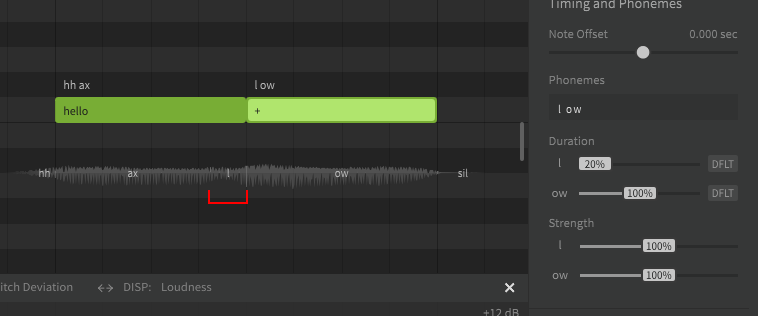 Timing and Phonemes
Note Offset 0.000 sec
hh ax l ow
Phonemes
hello +
l ow
Duration
l 20% DFLT
hh ax l ow sil
ow 100% DFLT
Strength
l 100%
ow 100%
itch Deviation DISP: Loudness
+12 dB